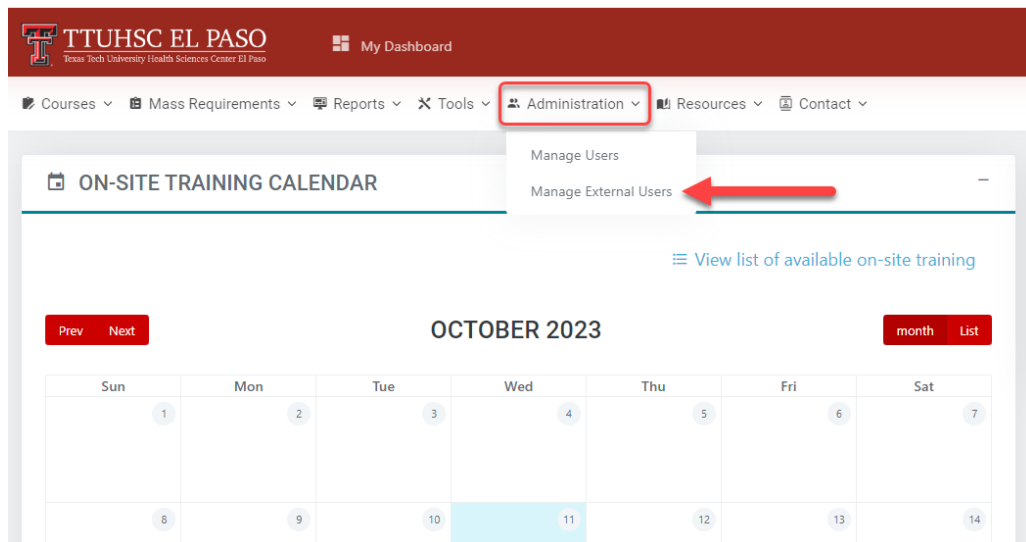 TTUHSC EL PASO
Texas Tech University Health Sciences Center El Paso
My Dashboard
Courses Mass Requirements Reports Tools Administration Resources Contact
Manage Users
Manage External Users
ON-SITE TRAINING CALENDAR
View list of available on-site training
Prev Next OCTOBER 2023 month List
Sun Mon Tue Wed Thu Fri Sat
1 2 3 4 5 6 7
8 9 10 11 12 13 14